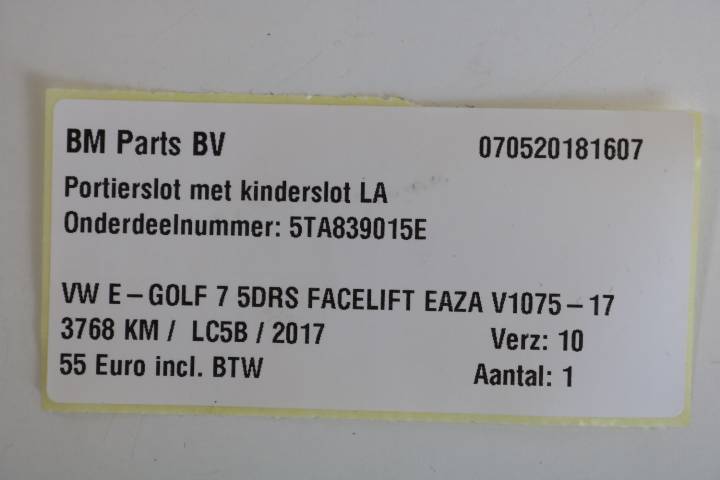 BM Parts BV 070520181607
Portierslot met kinderslot LA
Onderdeelnummer: 5TA839015E
VW E-GOLF 7 5DRS FACELIFT EAZA V1075-17
3768 KM / LC5B / 2017 Verz: 10
55 Euro incl. BTW Aantal: 1